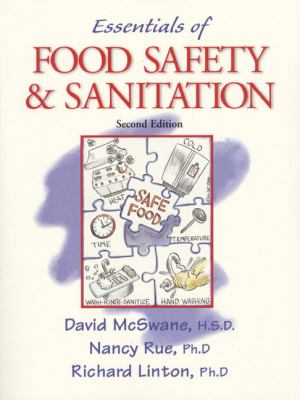 Essentials of
FOOD SAFETY
& SANITATION
Second Edition
COLD
HEAT
SAFE
FOOD
TIME
TEMPERATURE
WASH-RINSE-SANITIZE
HAND WASHING
David McSwane, H.S.D.
Nancy Rue, Ph.D
Richard Linton, Ph.D